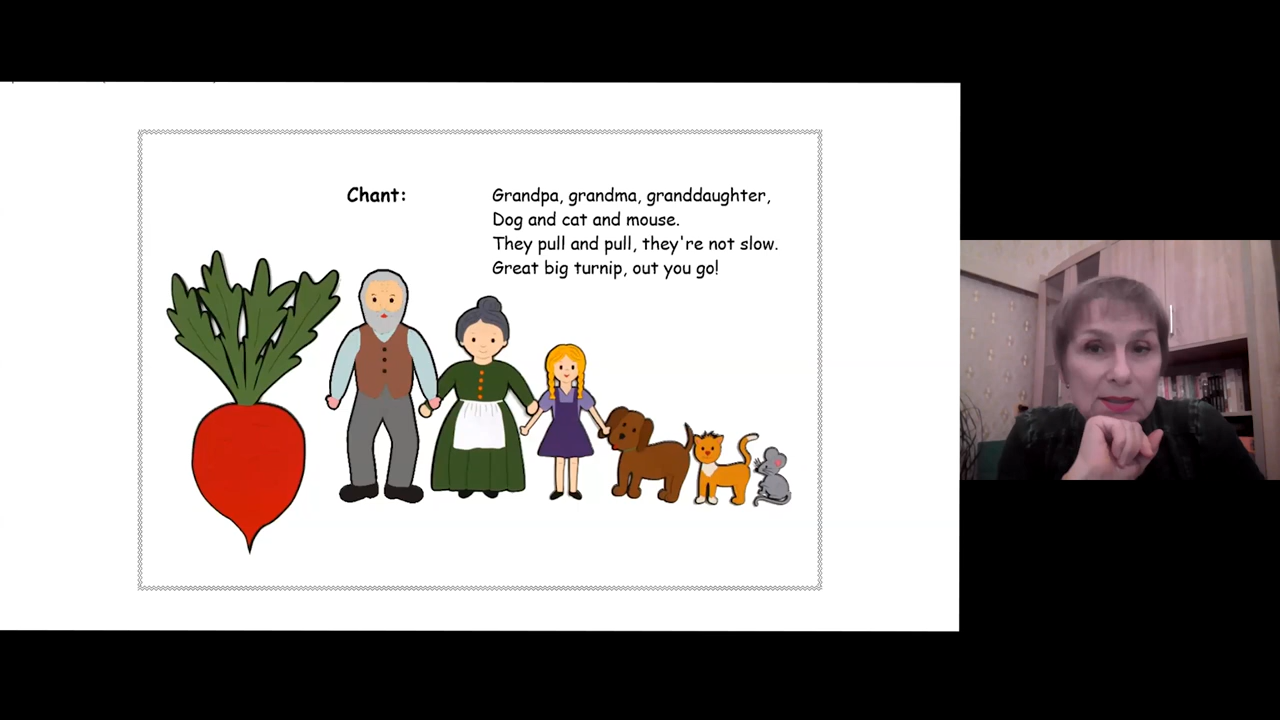 Chant:
Grandpa, grandma, granddaughter,
Dog and cat and mouse.
They pull and pull, they're not slow.
Great big turnip, out you go!